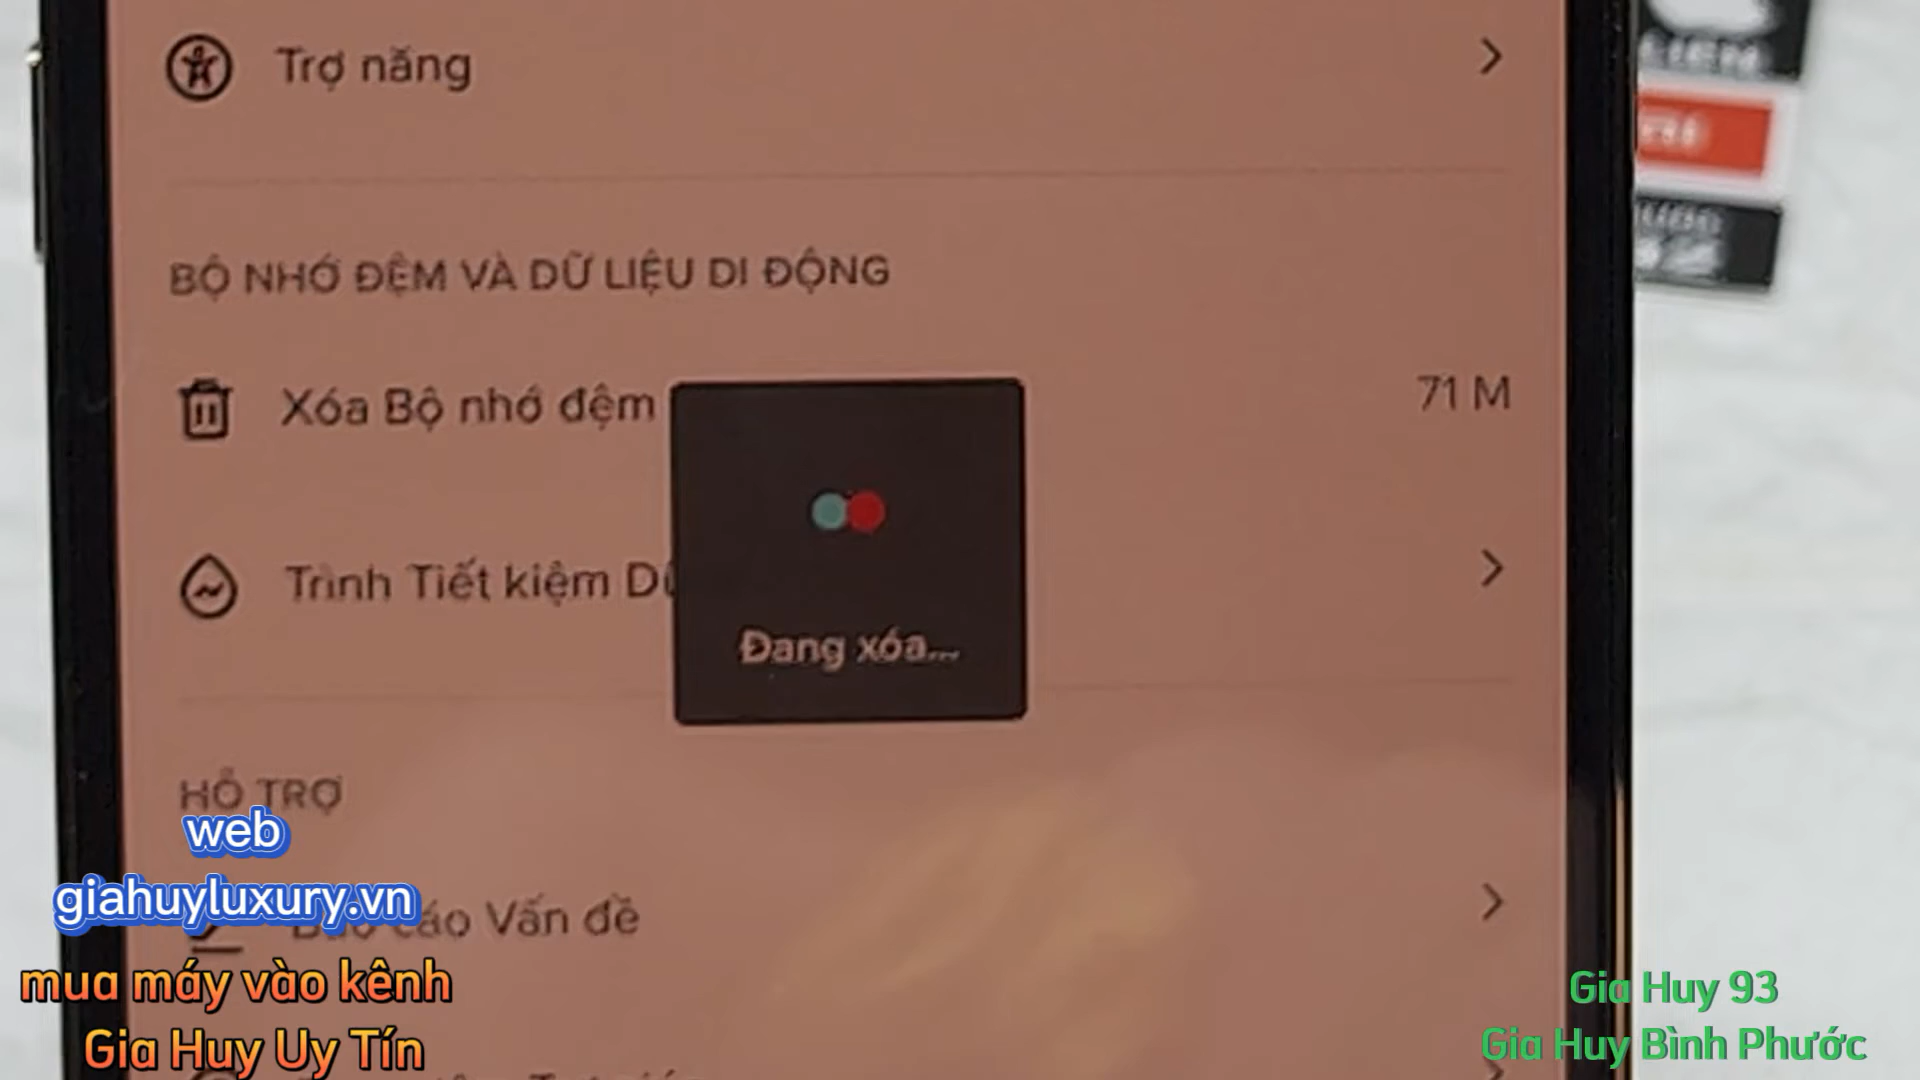 Trợ năng
BỘ NHỚ ĐỆM VÀ DỮ LIỆU DI ĐỘNG
Xóa Bộ nhớ đệm
71 M
Trình Tiết kiệm
Đang xóa...
HỖ TRỢ
web
giahuyluxury.vn
cáo Vấn đề
mua máy vào kênh
Gia Huy Uy Tín
Gia Huy 93
Gia Huy Bình Phước